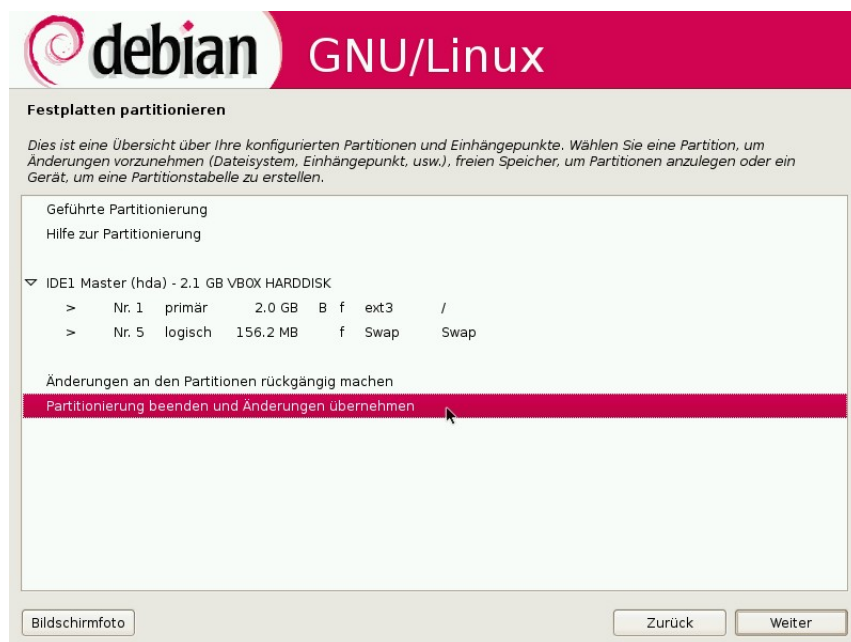 debian GNU/Linux
Festplatten partitionieren
Dies ist eine Übersicht über Ihre konfigurierten Partitionen und Einhängepunkte. Wählen Sie eine Partition, um
Änderungen vorzunehmen (Dateisystem, Einhängepunkt, usw.), freien Speicher, um Partitionen anzulegen oder ein
Gerät, um eine Partitionstabelle zu erstellen.
Geführte Partitionierung
Hilfe zur Partitionierung
IDE1 Master (hda) - 2.1 GB VBOX HARDDISK
> Nr. 1 primär 2.0 GB B f ext3 /
> Nr. 5 logisch 156.2 MB f Swap Swap
Änderungen an den Partitionen rückgängig machen
Partitionierung beenden und Änderungen übernehmen
Bildschirmfoto Zurück Weiter